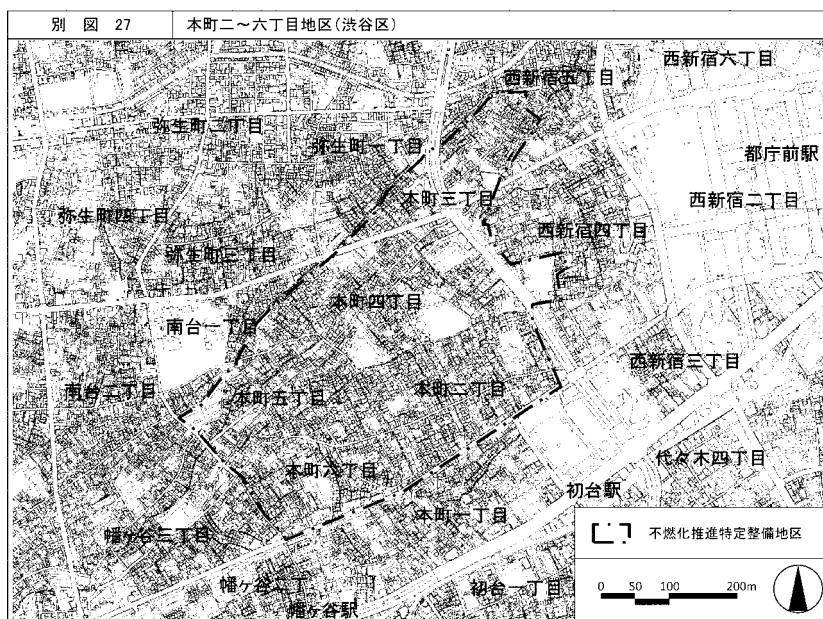 別 図 27
本町二～六丁目地区(渋谷区)
西新宿五丁目
西新宿六丁目
弥生町二丁目
弥生町一丁目
都庁前駅
本町三丁目
西新宿二丁目
弥生町四丁目
西新宿四丁目
弥生町三丁目
本町四丁目
南台一丁目
西新宿三丁目
南台二丁目
本町五丁目
本町二丁目
代々木四丁目
本町六丁目
初台駅
本町一丁目
幡ヶ谷三丁目
不燃化推進特定整備地区
幡ヶ谷二丁
初台一丁目
幡ヶ谷駅
0 50 100 200m